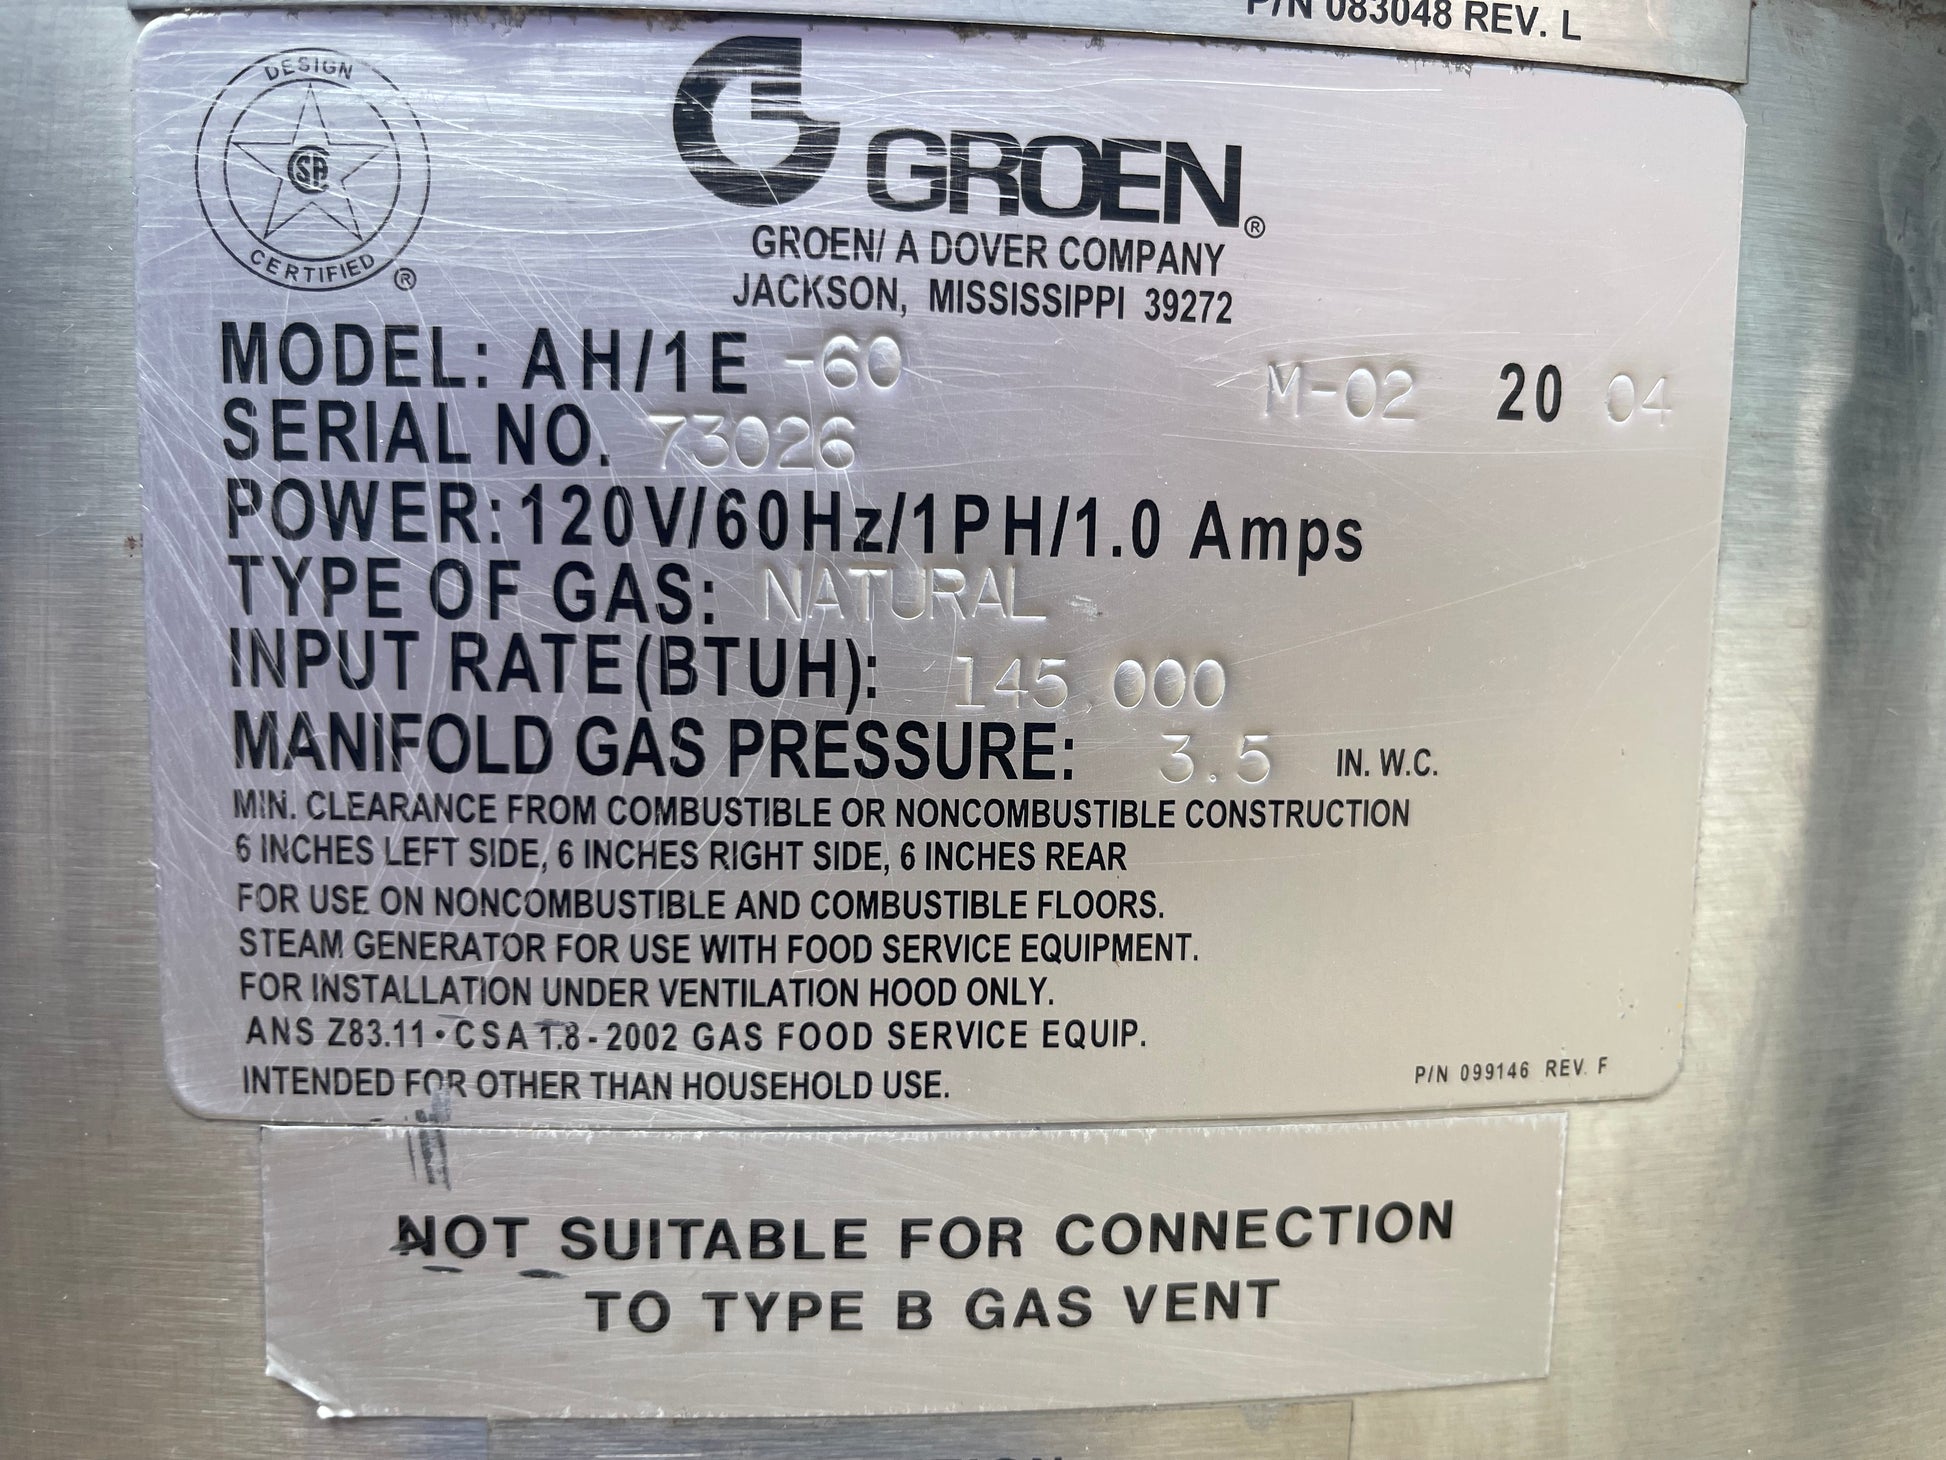 P/N 083048 REV. L
DESIGN
CSA
CERTIFIED ®
G GROEN®
GROEN/ A DOVER COMPANY
JACKSON, MISSISSIPPI 39272
MODEL: AH/1E -60 M-02 20 04
SERIAL NO. 73026
POWER: 120V/60Hz/1PH/1.0 Amps
TYPE OF GAS: NATURAL
INPUT RATE(BTUH): 145,000
MANIFOLD GAS PRESSURE: 3.5 IN. W.C.
MIN. CLEARANCE FROM COMBUSTIBLE OR NONCOMBUSTIBLE CONSTRUCTION
6 INCHES LEFT SIDE, 6 INCHES RIGHT SIDE, 6 INCHES REAR
FOR USE ON NONCOMBUSTIBLE AND COMBUSTIBLE FLOORS.
STEAM GENERATOR FOR USE WITH FOOD SERVICE EQUIPMENT.
FOR INSTALLATION UNDER VENTILATION HOOD ONLY.
ANS Z83.11 • CSA 1.8 - 2002 GAS FOOD SERVICE EQUIP.
INTENDED FOR OTHER THAN HOUSEHOLD USE.
P/N 099146 REV. F
NOT SUITABLE FOR CONNECTION
TO TYPE B GAS VENT